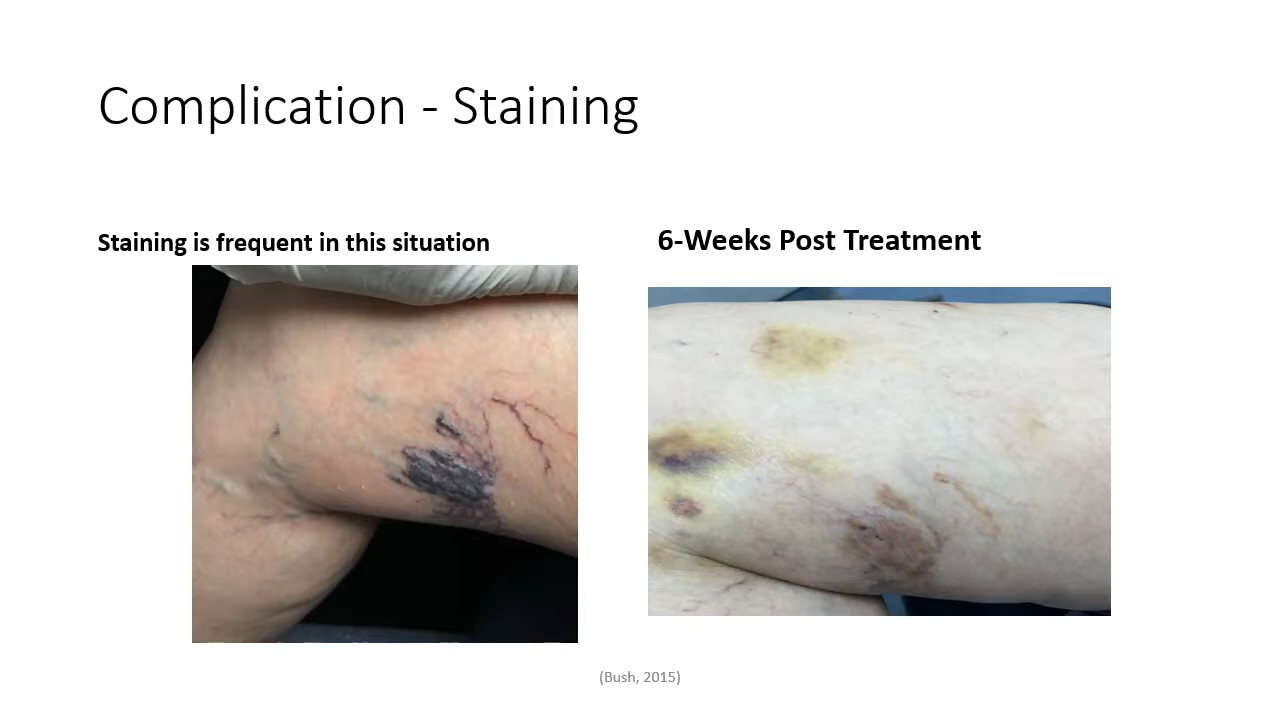 Complication - Staining
Staining is frequent in this situation
6-Weeks Post Treatment
(Bush, 2015)